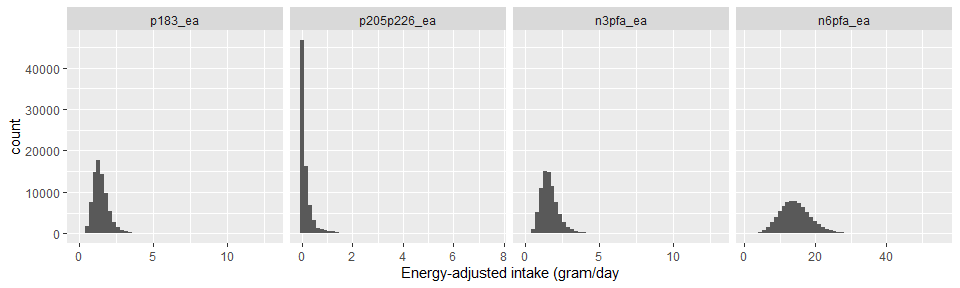 p183_ea p205p226_ea n3pfa_ea n6pfa_ea
40000
30000
20000
10000
0
count
0 5 10 0 2 4 6 8 0 5 10 0 20 40
Energy-adjusted intake (gram/day